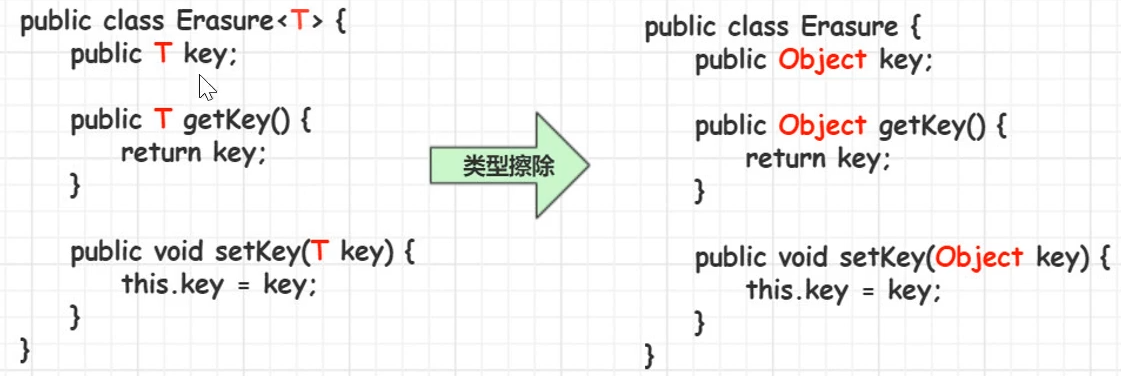 public class Erasure<T> {
public T key;
public T getKey() {
return key;
}
public void setKey(T key) {
this.key = key;
}
}
类型擦除
public class Erasure {
public Object key;
public Object getKey() {
return key;
}
public void setKey(Object key) {
this.key = key;
}
}